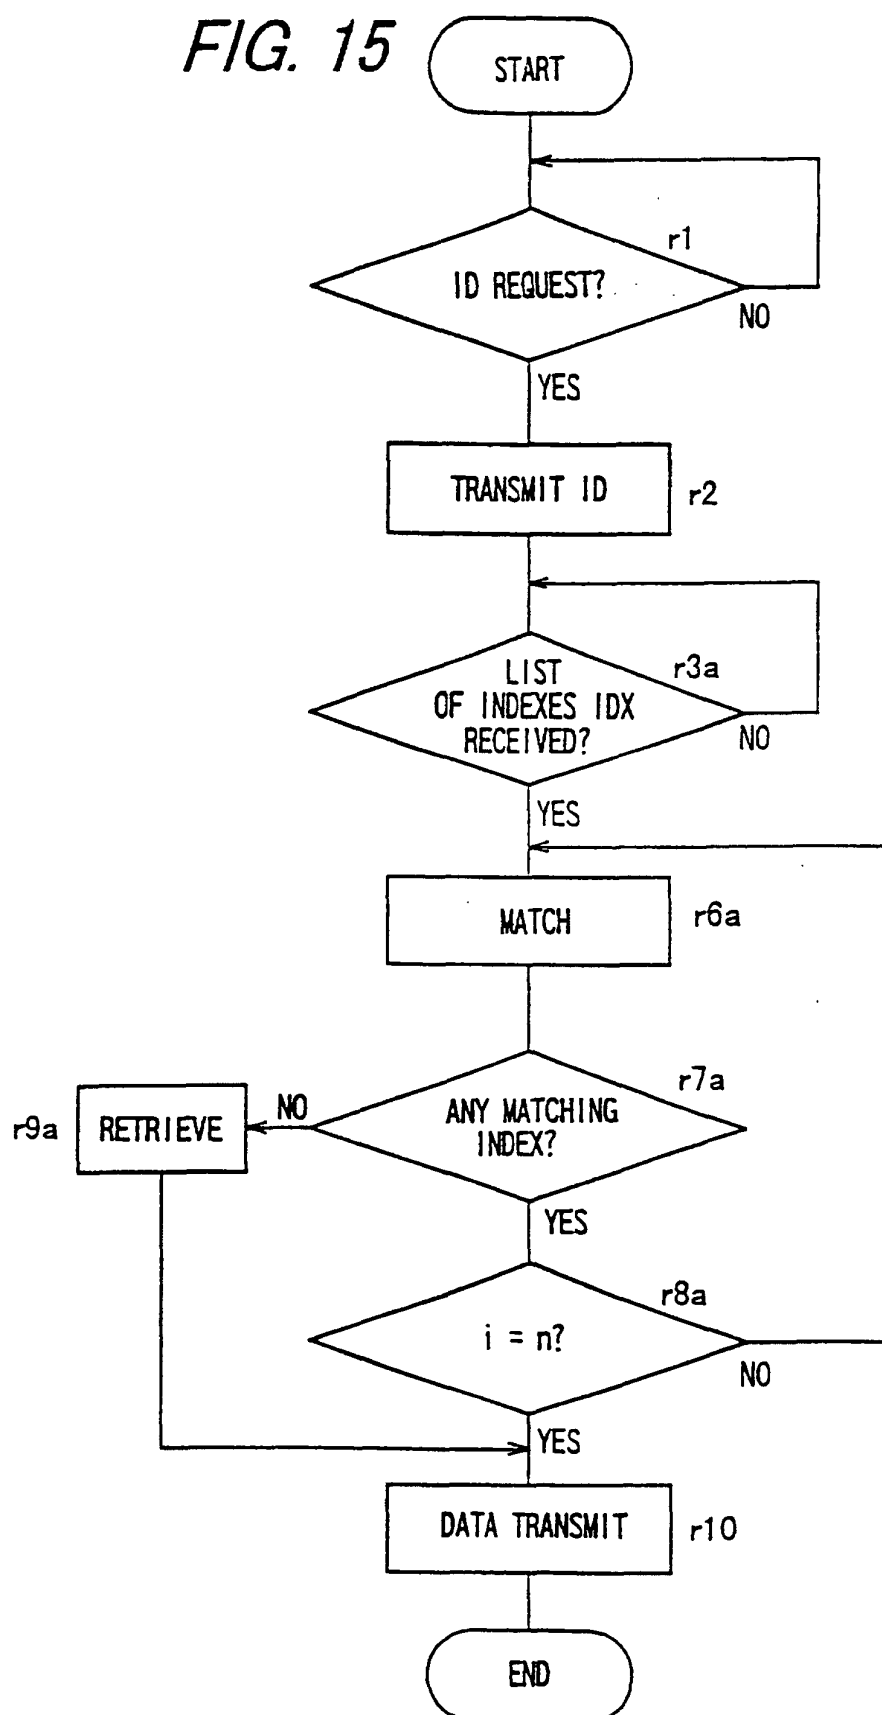 FIG. 15
START
r1
ID REQUEST?
NO
YES
TRANSMIT ID
r2
LIST
r3a
OF INDEXES IDX
RECEIVED?
NO
YES
MATCH
r6a
r7a
ANY MATCHING
INDEX?
NO
RETRIEVE
r9a
YES
r8a
i = n?
NO
YES
DATA TRANSMIT
r10
END